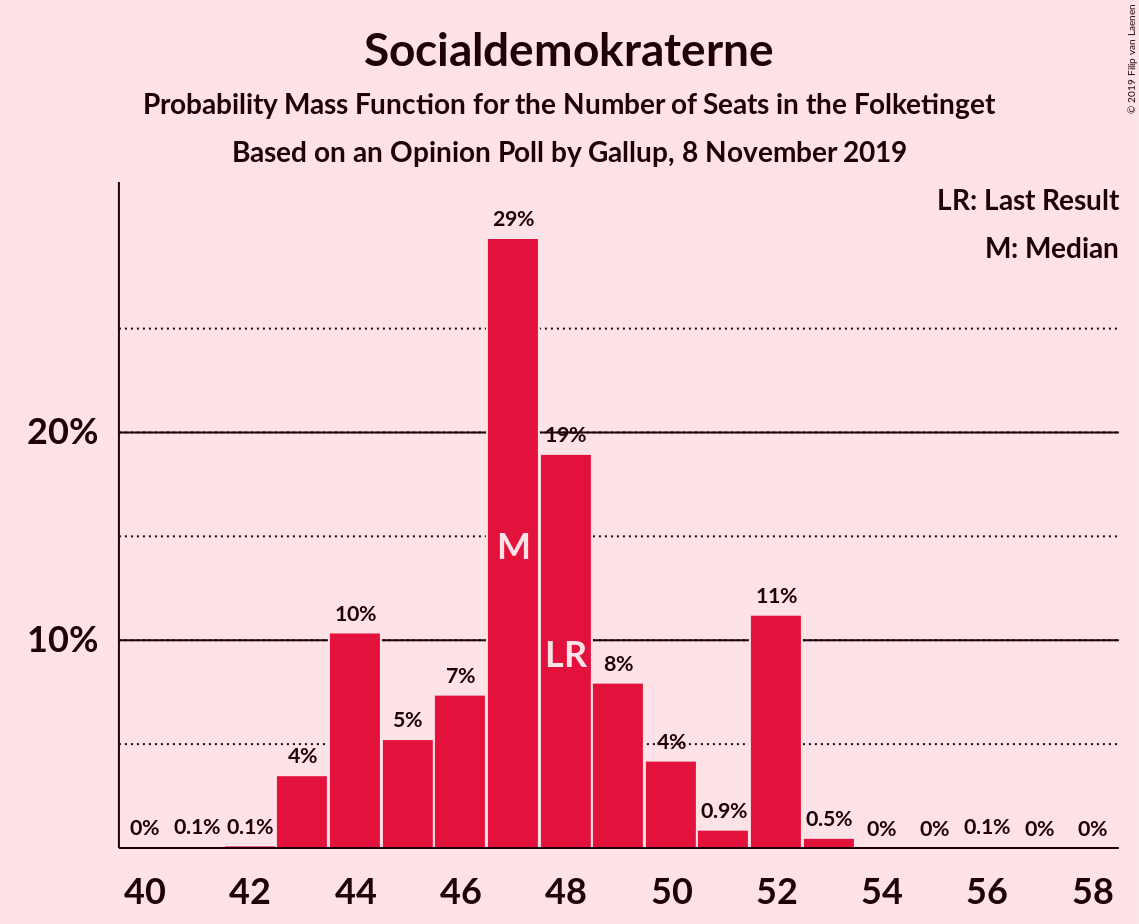 Socialdemokraterne
Probability Mass Function for the Number of Seats in the Folketinget
Based on an Opinion Poll by Gallup, 8 November 2019
© 2019 Filip van Laenen
LR: Last Result
M: Median
20%
10%
0%
0.1%
0.1%
4%
10%
5%
7%
29%
19%
8%
4%
0.9%
11%
0.5%
0%
0%
0.1%
0%
0%
M
LR
40 42 44 46 48 50 52 54 56 58